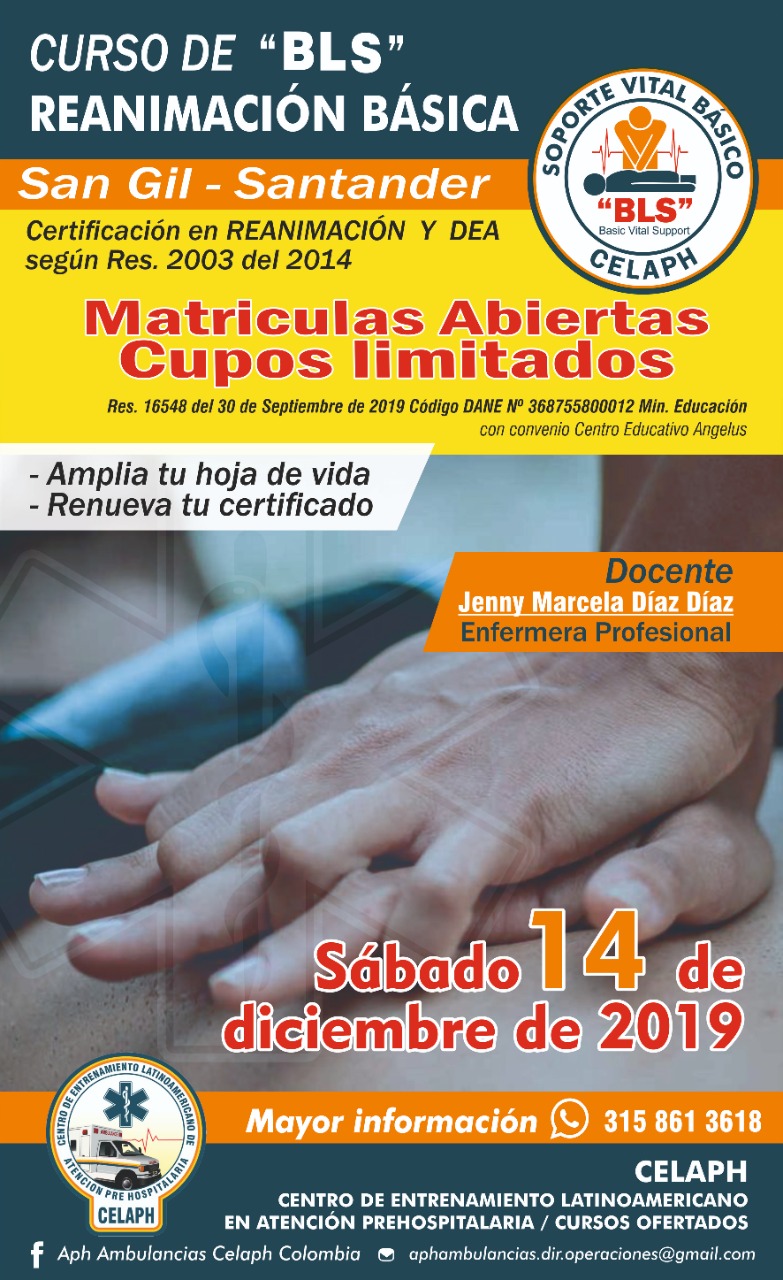 CURSO DE “BLS”
REANIMACIÓN BÁSICA
SOPORTE VITAL BÁSICO
“BLS”
Basic Vital Support
CELAPH
San Gil - Santander
Certificación en REANIMACIÓN Y DEA
según Res. 2003 del 2014
Matriculas Abiertas
Cupos limitados
Res. 16548 del 30 de Septiembre de 2019 Código DANE Nº 368755800012 Min. Educación
con convenio Centro Educativo Angelus
- Amplia tu hoja de vida
- Renueva tu certificado
Docente
Jenny Marcela Díaz Díaz
Enfermera Profesional
Sábado 14 de
diciembre de 2019
CENTRO DE ENTRENAMIENTO LATINOAMERICANO DE
ATENCION PRE HOSPITALARIA
CELAPH
Mayor información 315 861 3618
CELAPH
CENTRO DE ENTRENAMIENTO LATINOAMERICANO
EN ATENCIÓN PREHOSPITALARIA / CURSOS OFERTADOS
f Aph Ambulancias Celaph Colombia aphambulancias.dir.operaciones@gmail.com